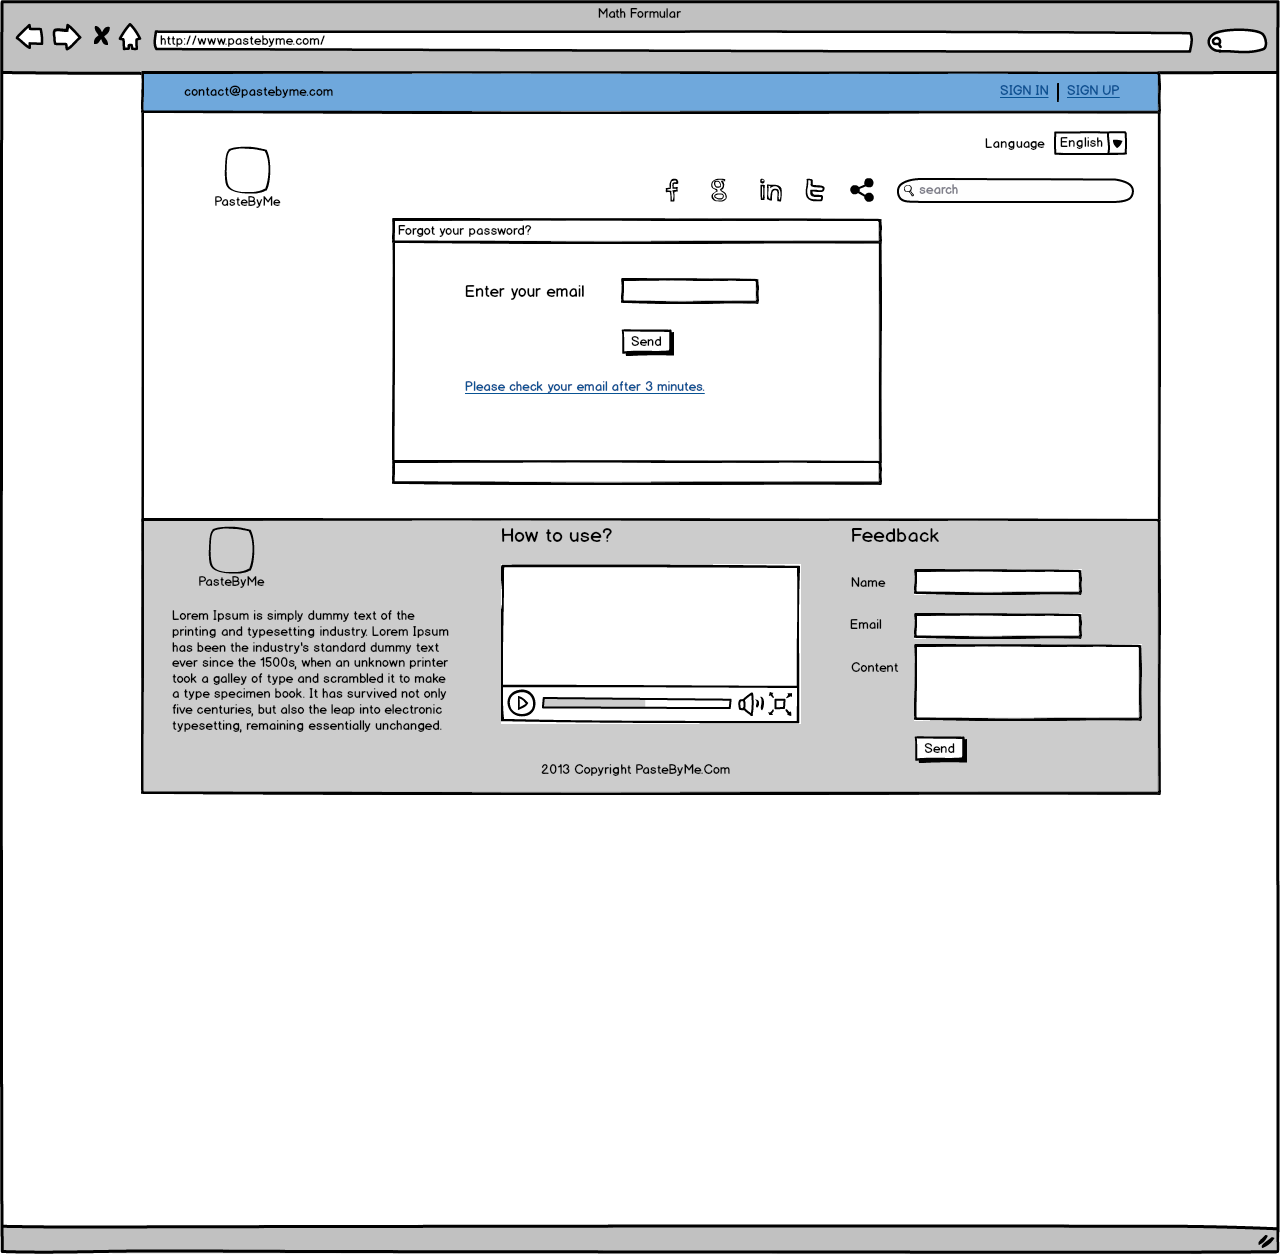 Math Formular
http://www.pastebyme.com/
contact@pastebyme.com
SIGN IN
SIGN UP
Language
English
PasteByMe
search
Forgot your password?
Enter your email
Send
Please check your email after 3 minutes.
PasteByMe
Lorem Ipsum is simply dummy text of the
printing and typesetting industry. Lorem Ipsum
has been the industry's standard dummy text
ever since the 1500s, when an unknown printer
took a galley of type and scrambled it to make
a type specimen book. It has survived not only
five centuries, but also the leap into electronic
typesetting, remaining essentially unchanged.
How to use?
Feedback
Name
Email
Content
Send
2013 Copyright PasteByMe.Com